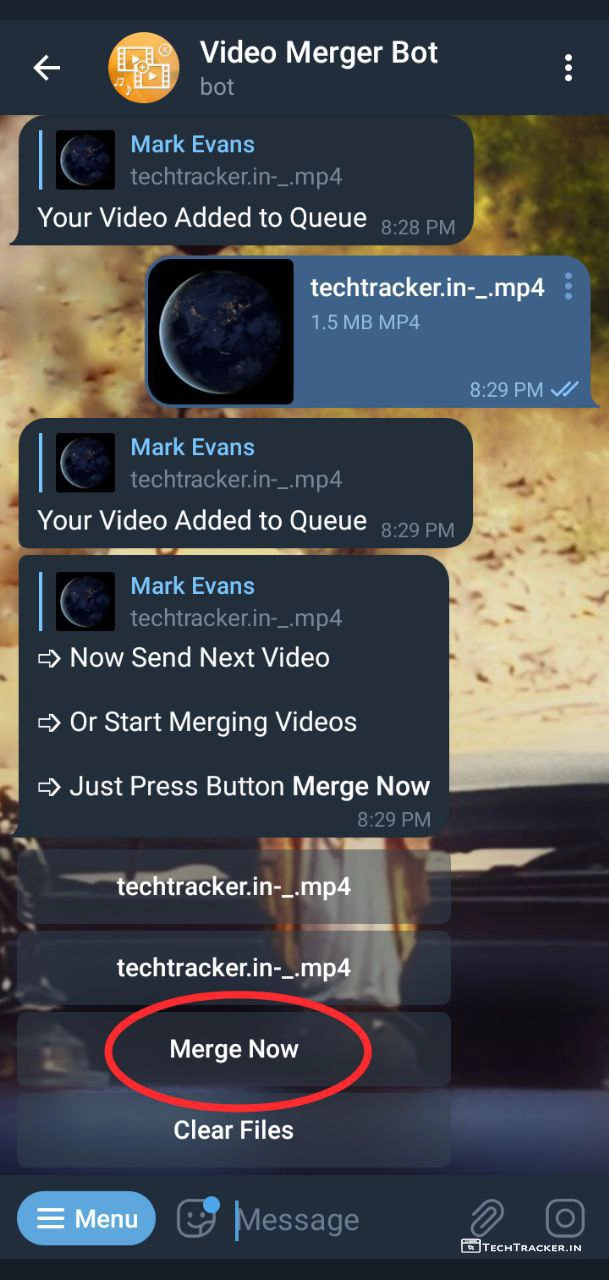 Video Merger Bot
bot
Mark Evans
techtracker.in-_.mp4
Your Video Added to Queue 8:28 PM
techtracker.in-_.mp4
1.5 MB MP4
8:29 PM
Mark Evans
techtracker.in-_.mp4
Your Video Added to Queue 8:29 PM
Mark Evans
techtracker.in-_.mp4
⇨ Now Send Next Video
⇨ Or Start Merging Videos
⇨ Just Press Button Merge Now
8:29 PM
techtracker.in-_.mp4
techtracker.in-_.mp4
Merge Now
Clear Files
Menu
Message
TECHTRACKER.IN